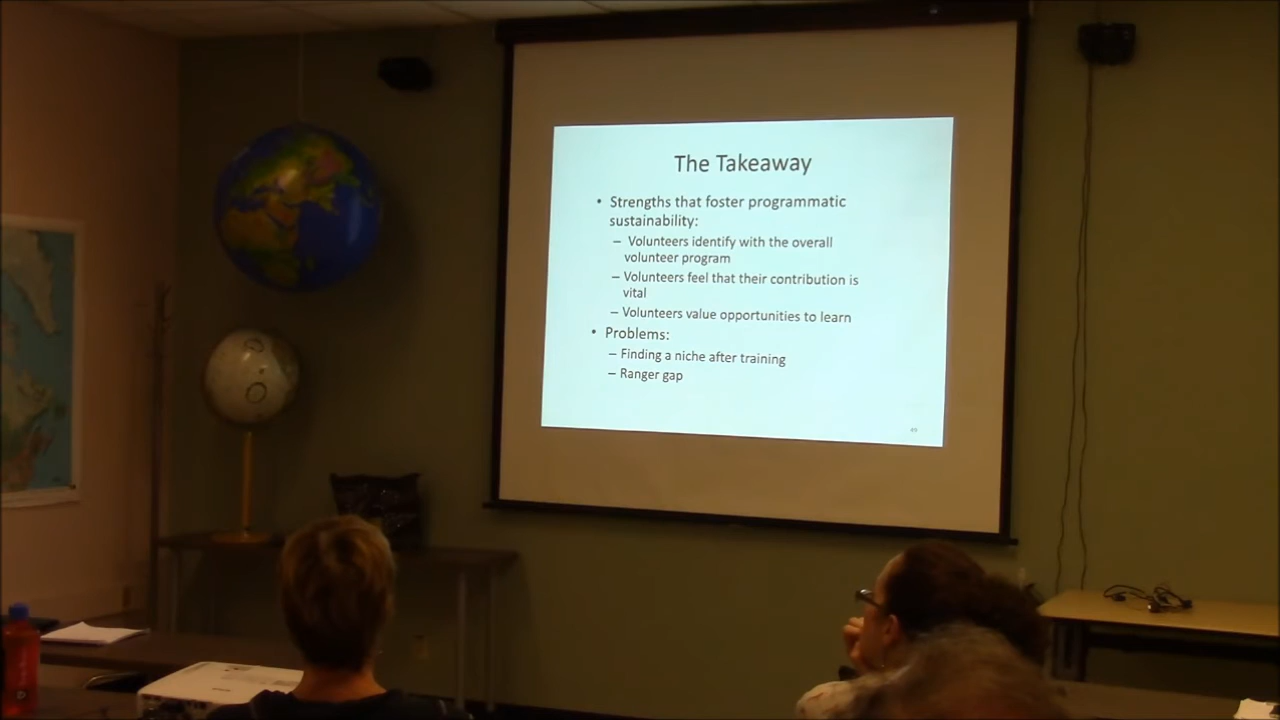 The Takeaway
• Strengths that foster programmatic
sustainability:
– Volunteers identify with the overall
volunteer program
– Volunteers feel that their contribution is
vital
– Volunteers value opportunities to learn
• Problems:
– Finding a niche after training
– Ranger gap